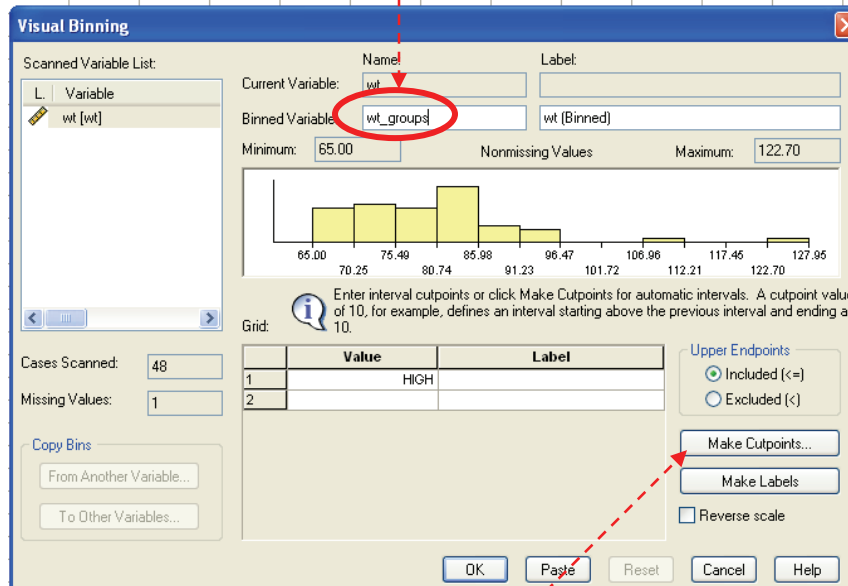 Visual Binning
Scanned Variable List:
Name:
Label:
L. Variable
wt [wt]
Current Variable:
wt
Binned Variable:
wt_groups
wt (Binned)
Minimum:
65.00
Nonmissing Values
Maximum:
122.70
65.00 75.49 85.98 96.47 106.96 117.45 127.95
70.25 80.74 91.23 101.72 112.21 122.70
Enter interval cutpoints or click Make Cutpoints for automatic intervals. A cutpoint value
of 10, for example, defines an interval starting above the previous interval and ending a
10.
Grid:
Value Label
1 HIGH
2
Cases Scanned:
48
Missing Values:
1
Copy Bins
From Another Variable...
To Other Variables...
Upper Endpoints
Included (<=)
Excluded (<)
Make Cutpoints...
Make Labels
Reverse scale
OK
Paste
Reset
Cancel
Help